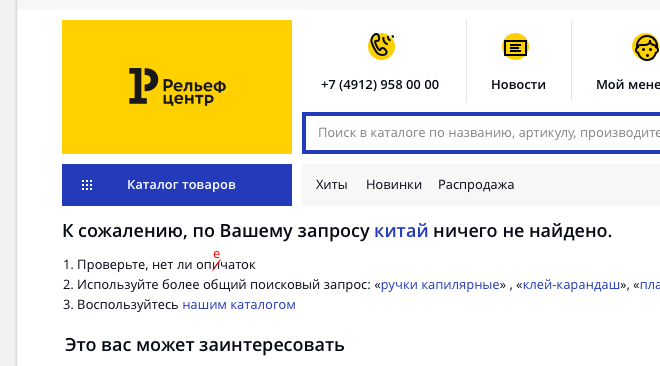 Рельеф
центр
+7 (4912) 958 00 00
Новости
Мой мене
Поиск в каталоге по названию, артикулу, производите
Каталог товаров
Хиты Новинки Распродажа
К сожалению, по Вашему запросу китай ничего не найдено.
е
1. Проверьте, нет ли опичаток
2. Используйте более общий поисковый запрос: «ручки капилярные» , «клей-карандаш», «пла
3. Воспользуйтесь нашим каталогом
Это вас может заинтересовать